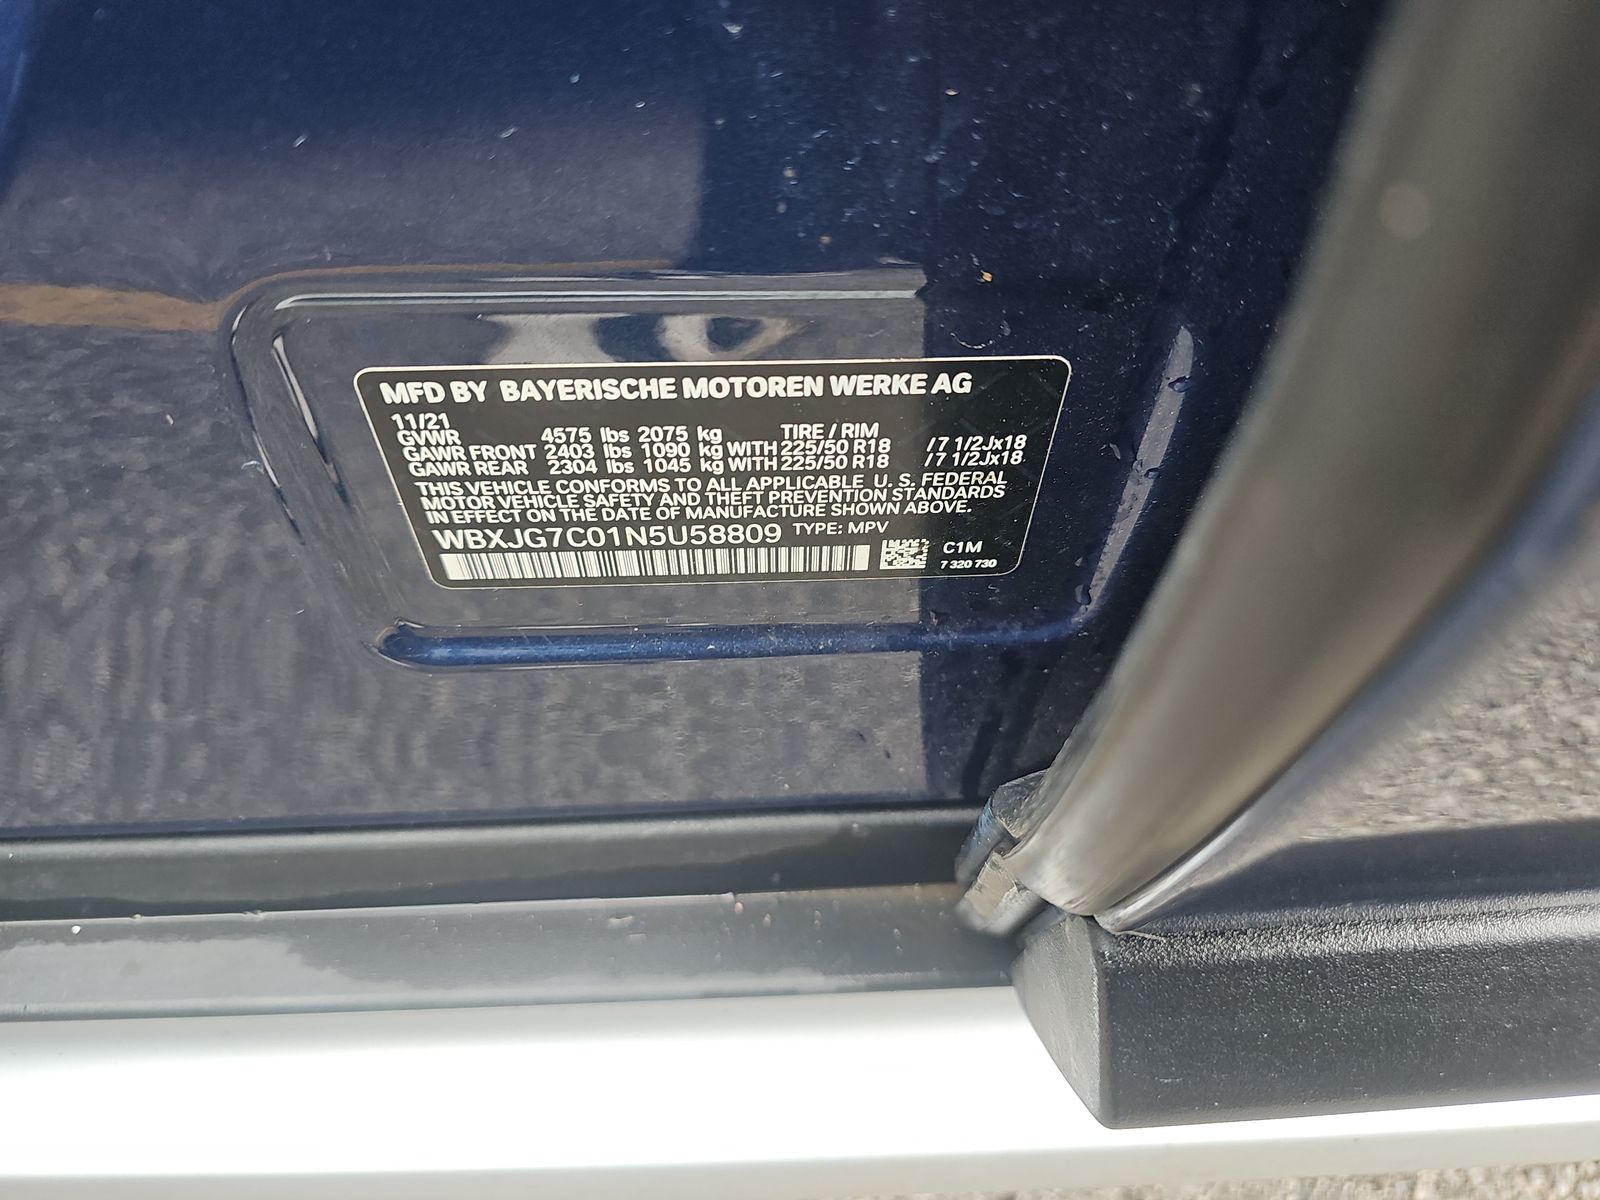 MFD BY BAYERISCHE MOTOREN WERKE AG
11/21
GVWR 4575 lbs 2075 kg TIRE / RIM
GAWR FRONT 2403 lbs 1090 kg WITH 225/50 R18 /7 1/2Jx18
GAWR REAR 2304 lbs 1045 kg WITH 225/50 R18 /7 1/2Jx18
THIS VEHICLE CONFORMS TO ALL APPLICABLE U. S. FEDERAL
MOTOR VEHICLE SAFETY AND THEFT PREVENTION STANDARDS
IN EFFECT ON THE DATE OF MANUFACTURE SHOWN ABOVE.
WBXJG7C01N5U58809 TYPE: MPV
C1M
7 320 730